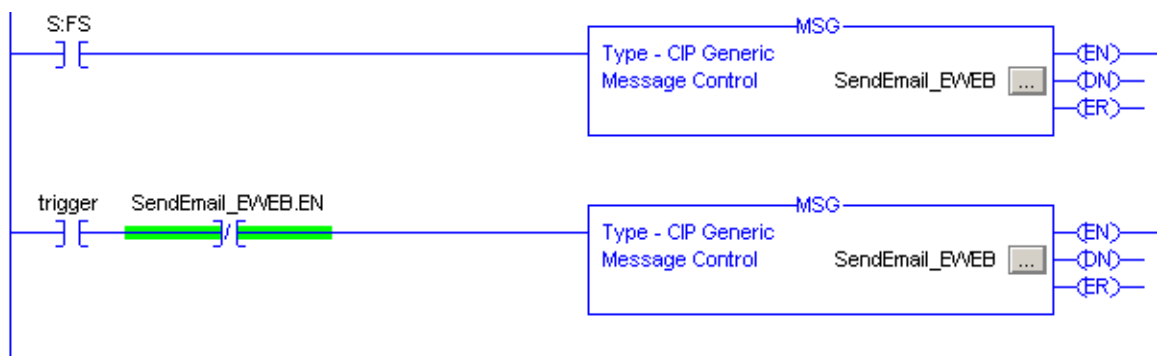 S:FS
MSG
Type - CIP Generic
Message Control SendEmail_EWEB ...
EN
DN
ER
trigger SendEmail_EWEB.EN
MSG
Type - CIP Generic
Message Control SendEmail_EWEB ...
EN
DN
ER